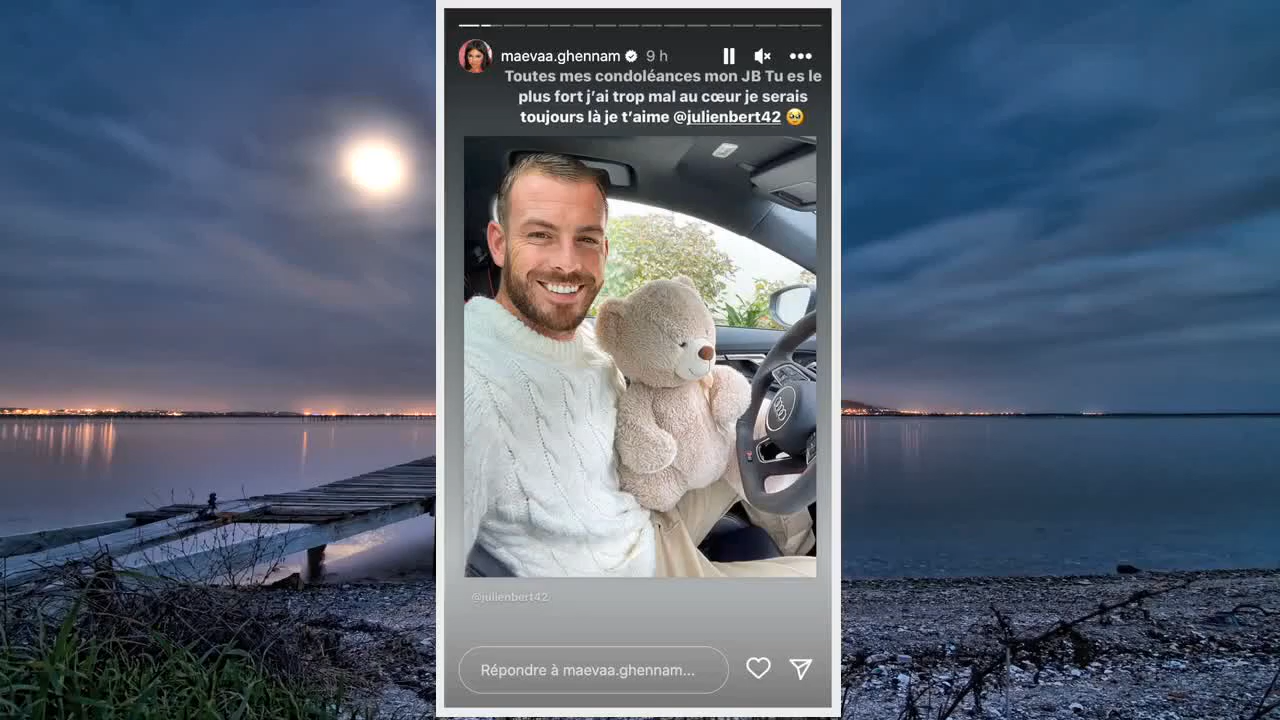 maevaa.ghennam 9 h
Toutes mes condoléances mon JB Tu es le
plus fort j’ai trop mal au cœur je serais
toujours là je t’aime @julienbert42 🥹
@julienbert42
Répondre à maevaa.ghennam...